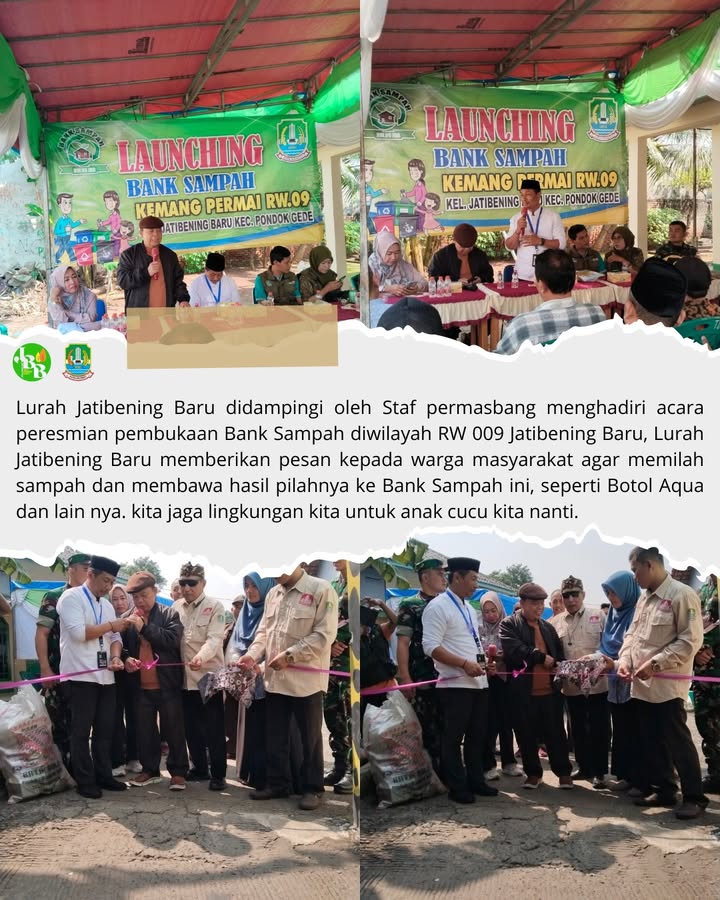 LAUNCHING
BANK SAMPAH
KEMANG PERMAI RW.09
JATIBENING BARU KEC. PONDOK GEDE
BANK SAMPAH
LAUNCHING
BANK SAMPAH
KEMANG PERMAI RW.09
KEL. JATIBENING KEC. PONDOK GEDE
JBB
Lurah Jatibening Baru didampingi oleh Staf permasbang menghadiri acara
peresmian pembukaan Bank Sampah diwilayah RW 009 Jatibening Baru, Lurah
Jatibening Baru memberikan pesan kepada warga masyarakat agar memilah
sampah dan membawa hasil pilahnya ke Bank Sampah ini, seperti Botol Aqua
dan lain nya. kita jaga lingkungan kita untuk anak cucu kita nanti.